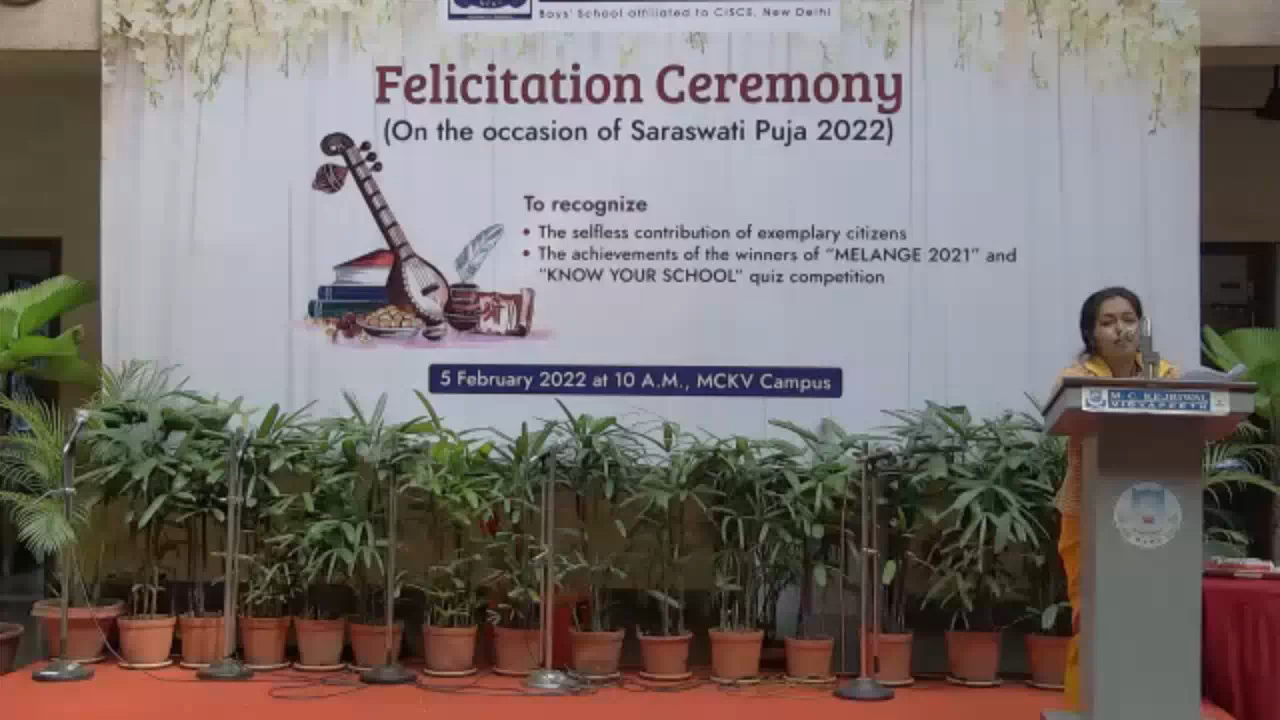 Boys' School affiliated to CISCE, New Delhi
Felicitation Ceremony
(On the occasion of Saraswati Puja 2022)
To recognize
• The selfless contribution of exemplary citizens
• The achievements of the winners of “MELANGE 2021” and
“KNOW YOUR SCHOOL” quiz competition
5 February 2022 at 10 A.M., MCKV Campus
M. C. KEJRIWAL
VIDYAPEETH